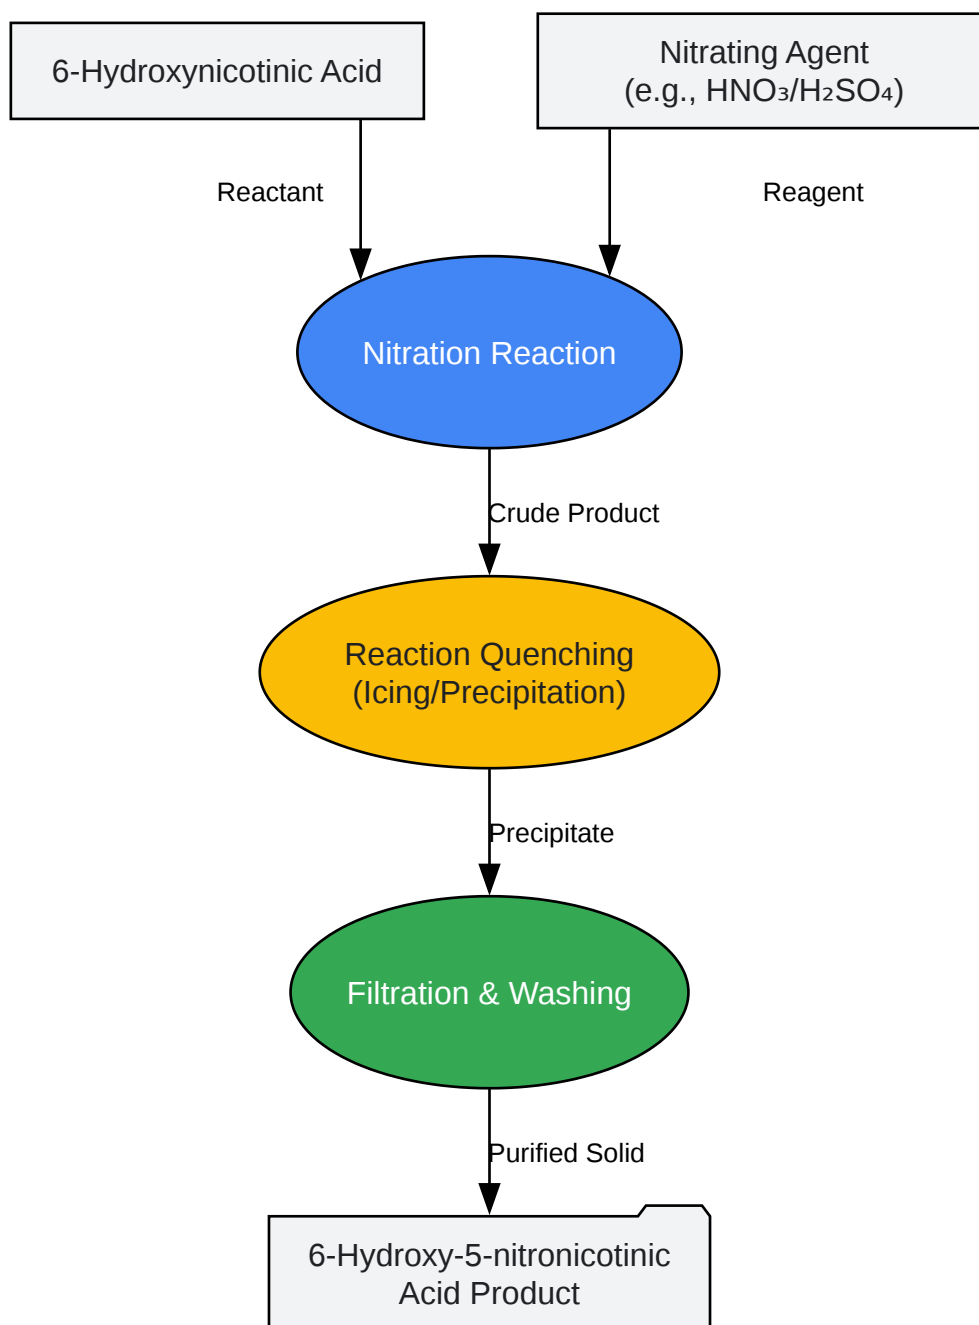 6-Hydroxynicotinic Acid
Nitrating Agent
(e.g., HNO₃/H₂SO₄)
Reactant
Reagent
Nitration Reaction
Crude Product
Reaction Quenching
(Icing/Precipitation)
Precipitate
Filtration & Washing
Purified Solid
6-Hydroxy-5-nitronicotinic
Acid Product